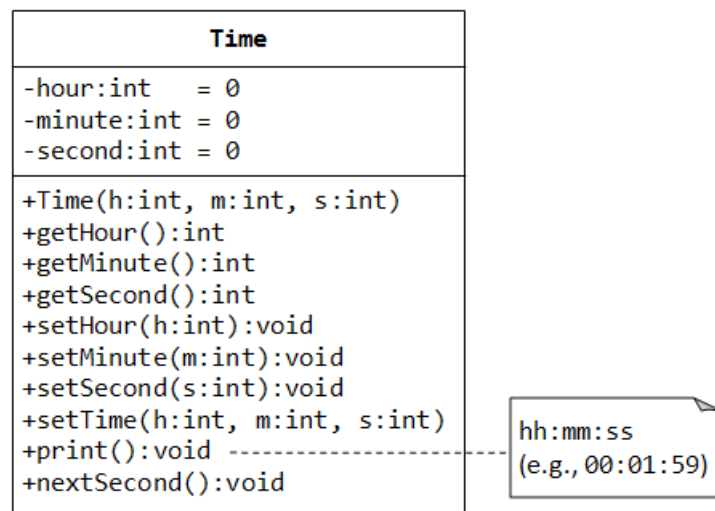 Time
-hour:int   = 0
-minute:int = 0
-second:int = 0
+Time(h:int, m:int, s:int)
+getHour():int
+getMinute():int
+getSecond():int
+setHour(h:int):void
+setMinute(m:int):void
+setSecond(s:int):void
+setTime(h:int, m:int, s:int)
+print():void
+nextSecond():void
hh:mm:ss
(e.g., 00:01:59)